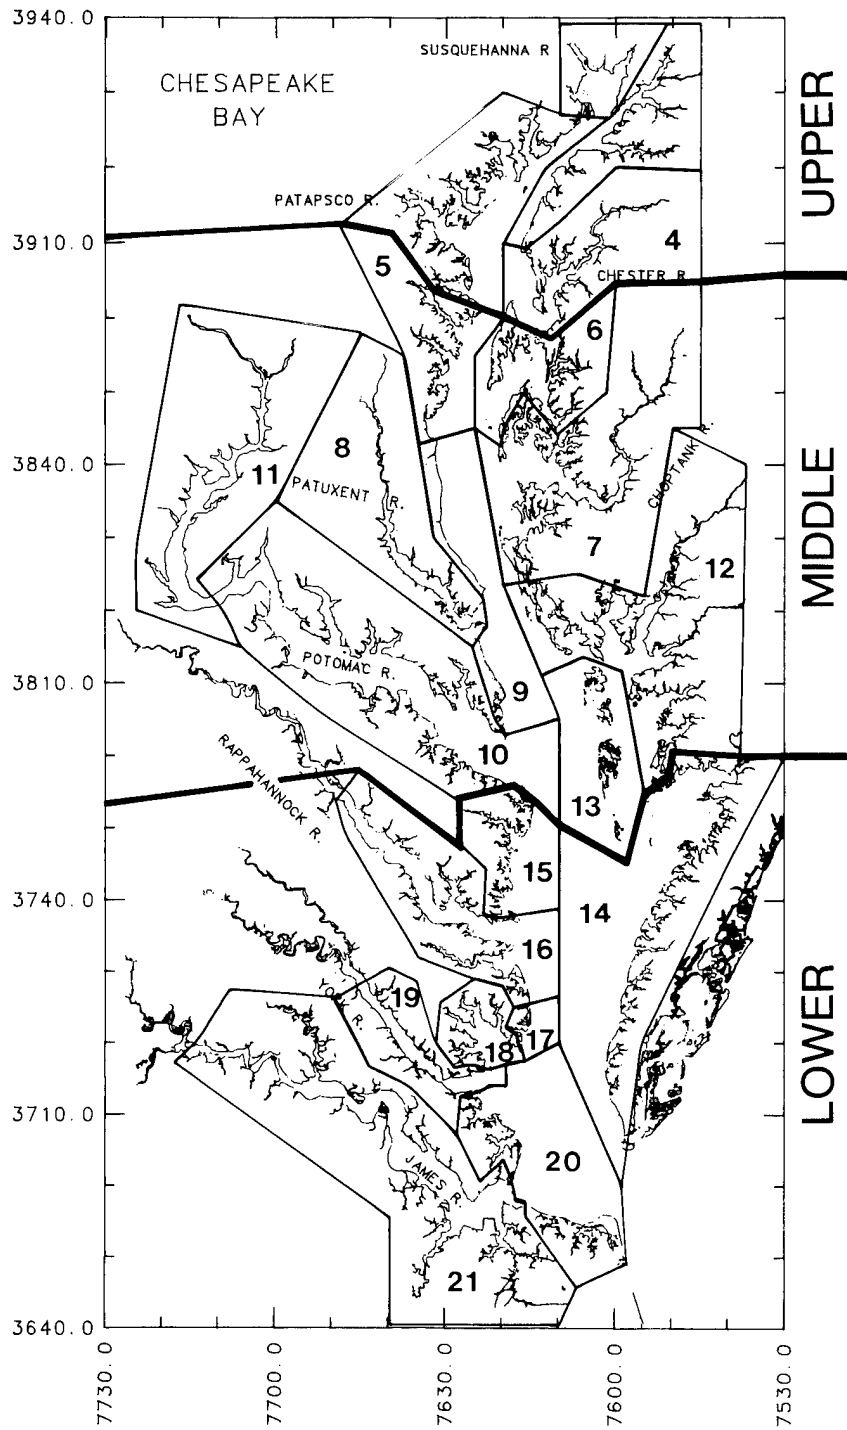 3940.0
SUSQUEHANNA R
CHESAPEAKE
BAY
UPPER
PATAPSCO R.
3910.0
5
4
CHESTER R.
6
8
3840.0
11
PATUXENT R.
CHOPTANK
7
12
MIDDLE
POTOMAC R.
3810.0
9
10
RAPPAHANNOCK R.
13
15
3740.0
14
16
19
YORK R.
17
18
LOWER
3710.0
20
JAMES R.
21
3640.0
7730.0
7700.0
7630.0
7600.0
7530.0